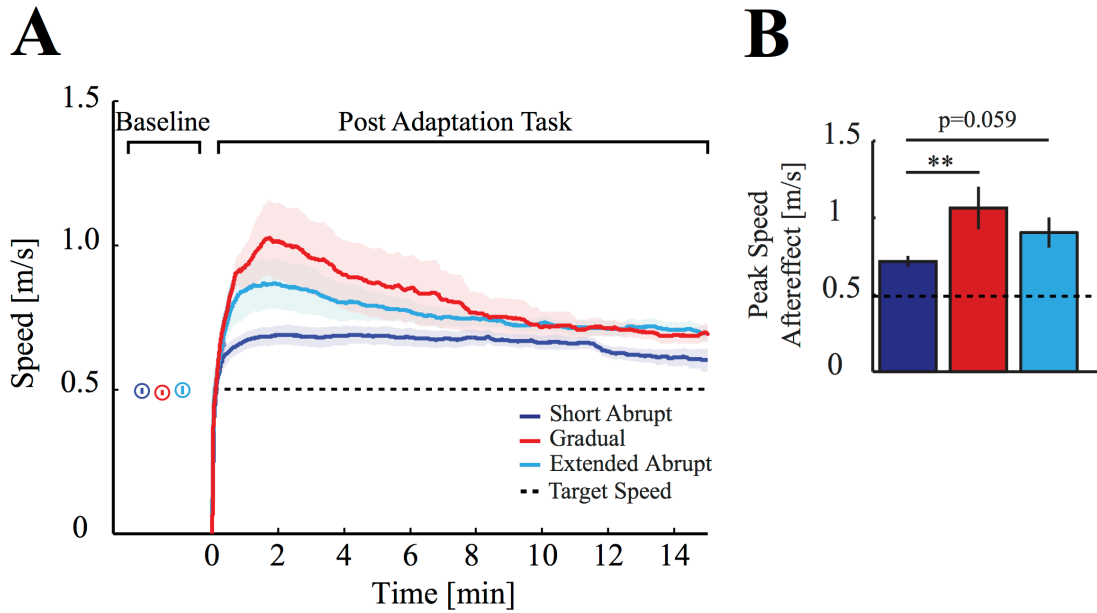 A
Speed [m/s]
1.5
1.0
0.5
0
Baseline
Post Adaptation Task
Short Abrupt
Gradual
Extended Abrupt
Target Speed
0 2 4 6 8 10 12 14
Time [min]
B
Peak Speed
Aftereffect [m/s]
1.5
1
0.5
0
p=0.059
**